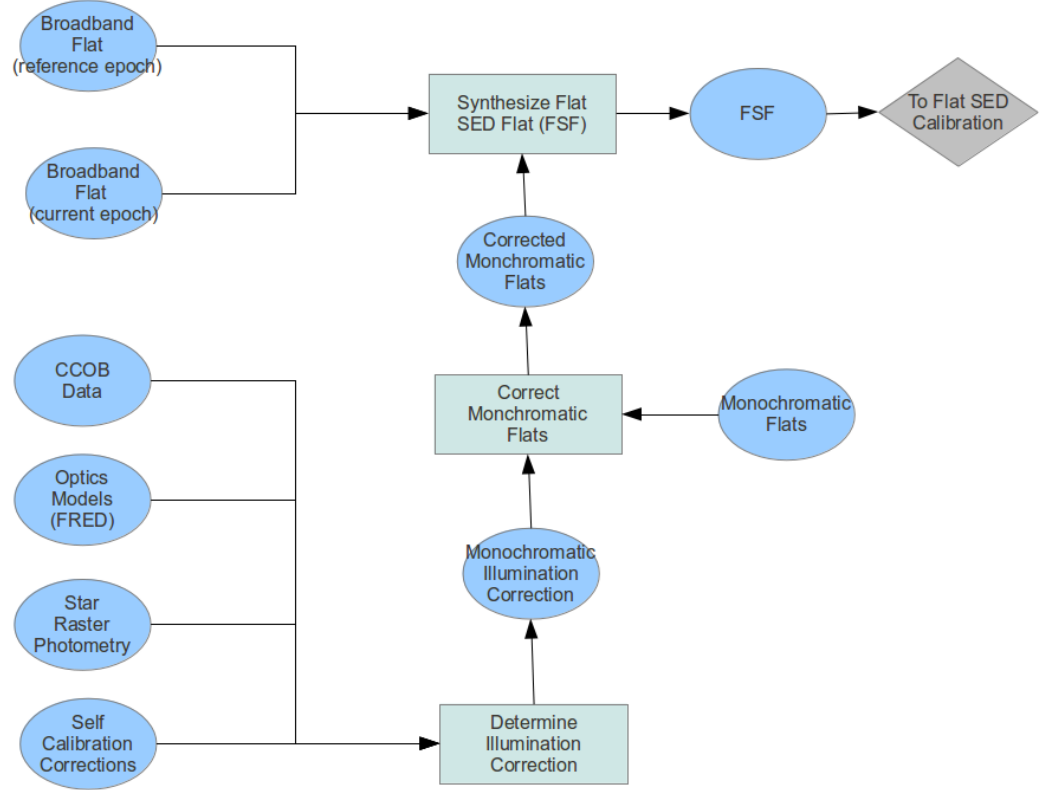 Broadband
Flat
(reference epoch)
Synthesize Flat
SED Flat (FSF)
FSF
To Flat SED
Calibration
Broadband
Flat
(current epoch)
Corrected
Monchromatic
Flats
CCOB
Data
Correct
Monchromatic
Flats
Monochromatic
Flats
Optics
Models
(FRED)
Monochromatic
Illumination
Correction
Star
Raster
Photometry
Self
Calibration
Corrections
Determine
Illumination
Correction